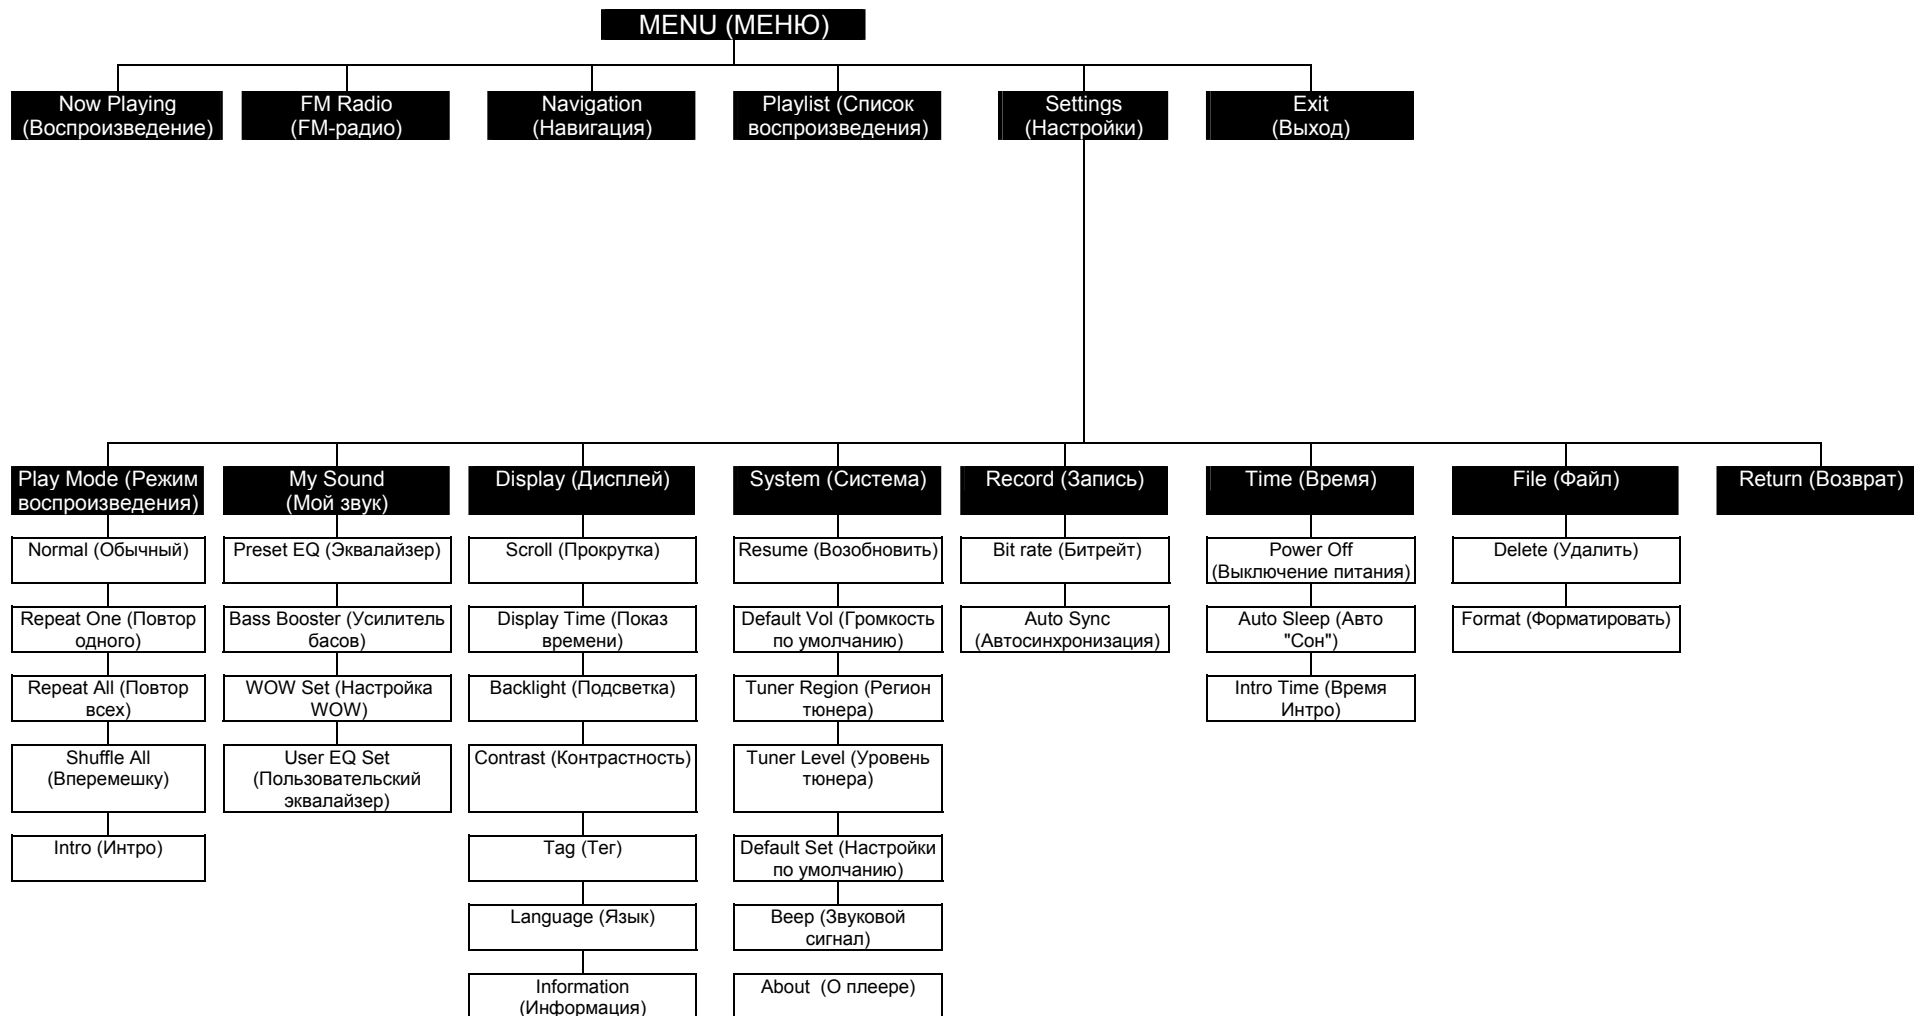 MENU (МЕНЮ)
Now Playing
(Воспроизведение)
FM Radio
(FM-радио)
Navigation
(Навигация)
Playlist (Список
воспроизведения)
Settings
(Настройки)
Exit
(Выход)
Play Mode (Режим
воспроизведения)
My Sound
(Мой звук)
Display (Дисплей)
System (Система)
Record (Запись)
Time (Время)
File (Файл)
Return (Возврат)
Normal (Обычный)
Preset EQ (Эквалайзер)
Scroll (Прокрутка)
Resume (Возобновить)
Bit rate (Битрейт)
Power Off
(Выключение питания)
Delete (Удалить)
Repeat One (Повтор
одного)
Bass Booster (Усилитель
басов)
Display Time (Показ
времени)
Default Vol (Громкость
по умолчанию)
Auto Sync
(Автосинхронизация)
Auto Sleep (Авто
"Сон")
Format (Форматировать)
Repeat All (Повтор
всех)
WOW Set (Настройка
WOW)
Backlight (Подсветка)
Tuner Region (Регион
тюнера)
Intro Time (Время
Интро)
Shuffle All
(Вперемешку)
User EQ Set
(Пользовательский
эквалайзер)
Contrast (Контрастность)
Tuner Level (Уровень
тюнера)
Intro (Интро)
Tag (Тег)
Default Set (Настройки
по умолчанию)
Language (Язык)
Beep (Звуковой
сигнал)
Information
(Информация)
About (О плеере)